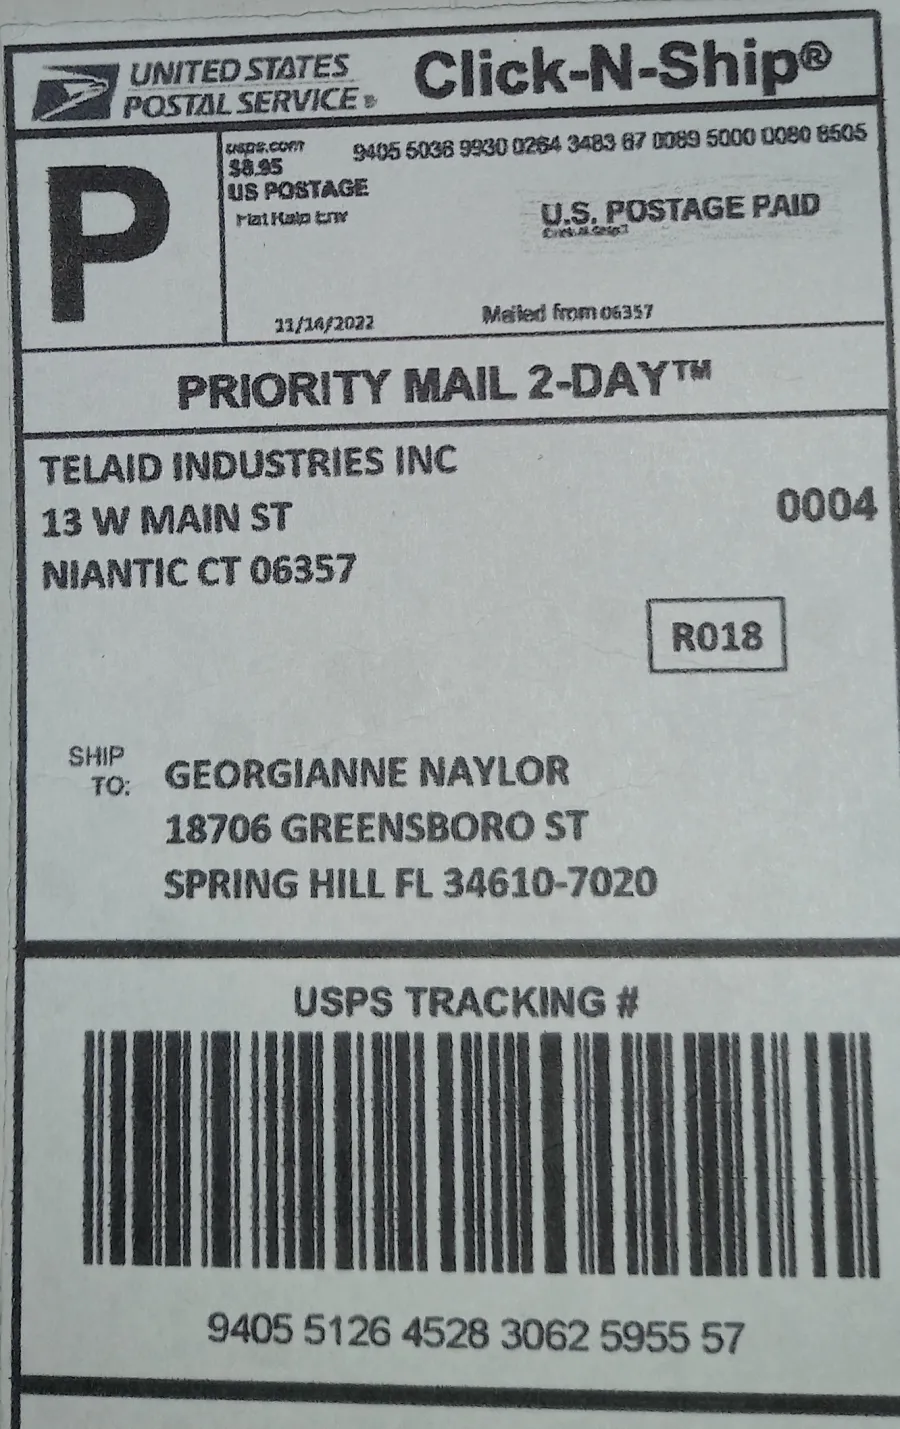 UNITED STATES
POSTAL SERVICE®
Click-N-Ship®
P
usps.com
$8.95
US POSTAGE
9405 5036 9930 0264 3483 67 0089 5000 0080 8505
U.S. POSTAGE PAID
Click-N-Ship®
11/14/2022
Mailed from 06357
PRIORITY MAIL 2-DAY™
TELAID INDUSTRIES INC
13 W MAIN ST
NIANTIC CT 06357
0004
R018
SHIP
TO:
GEORGIANNE NAYLOR
18706 GREENSBORO ST
SPRING HILL FL 34610-7020
USPS TRACKING #
9405 5126 4528 3062 5955 57